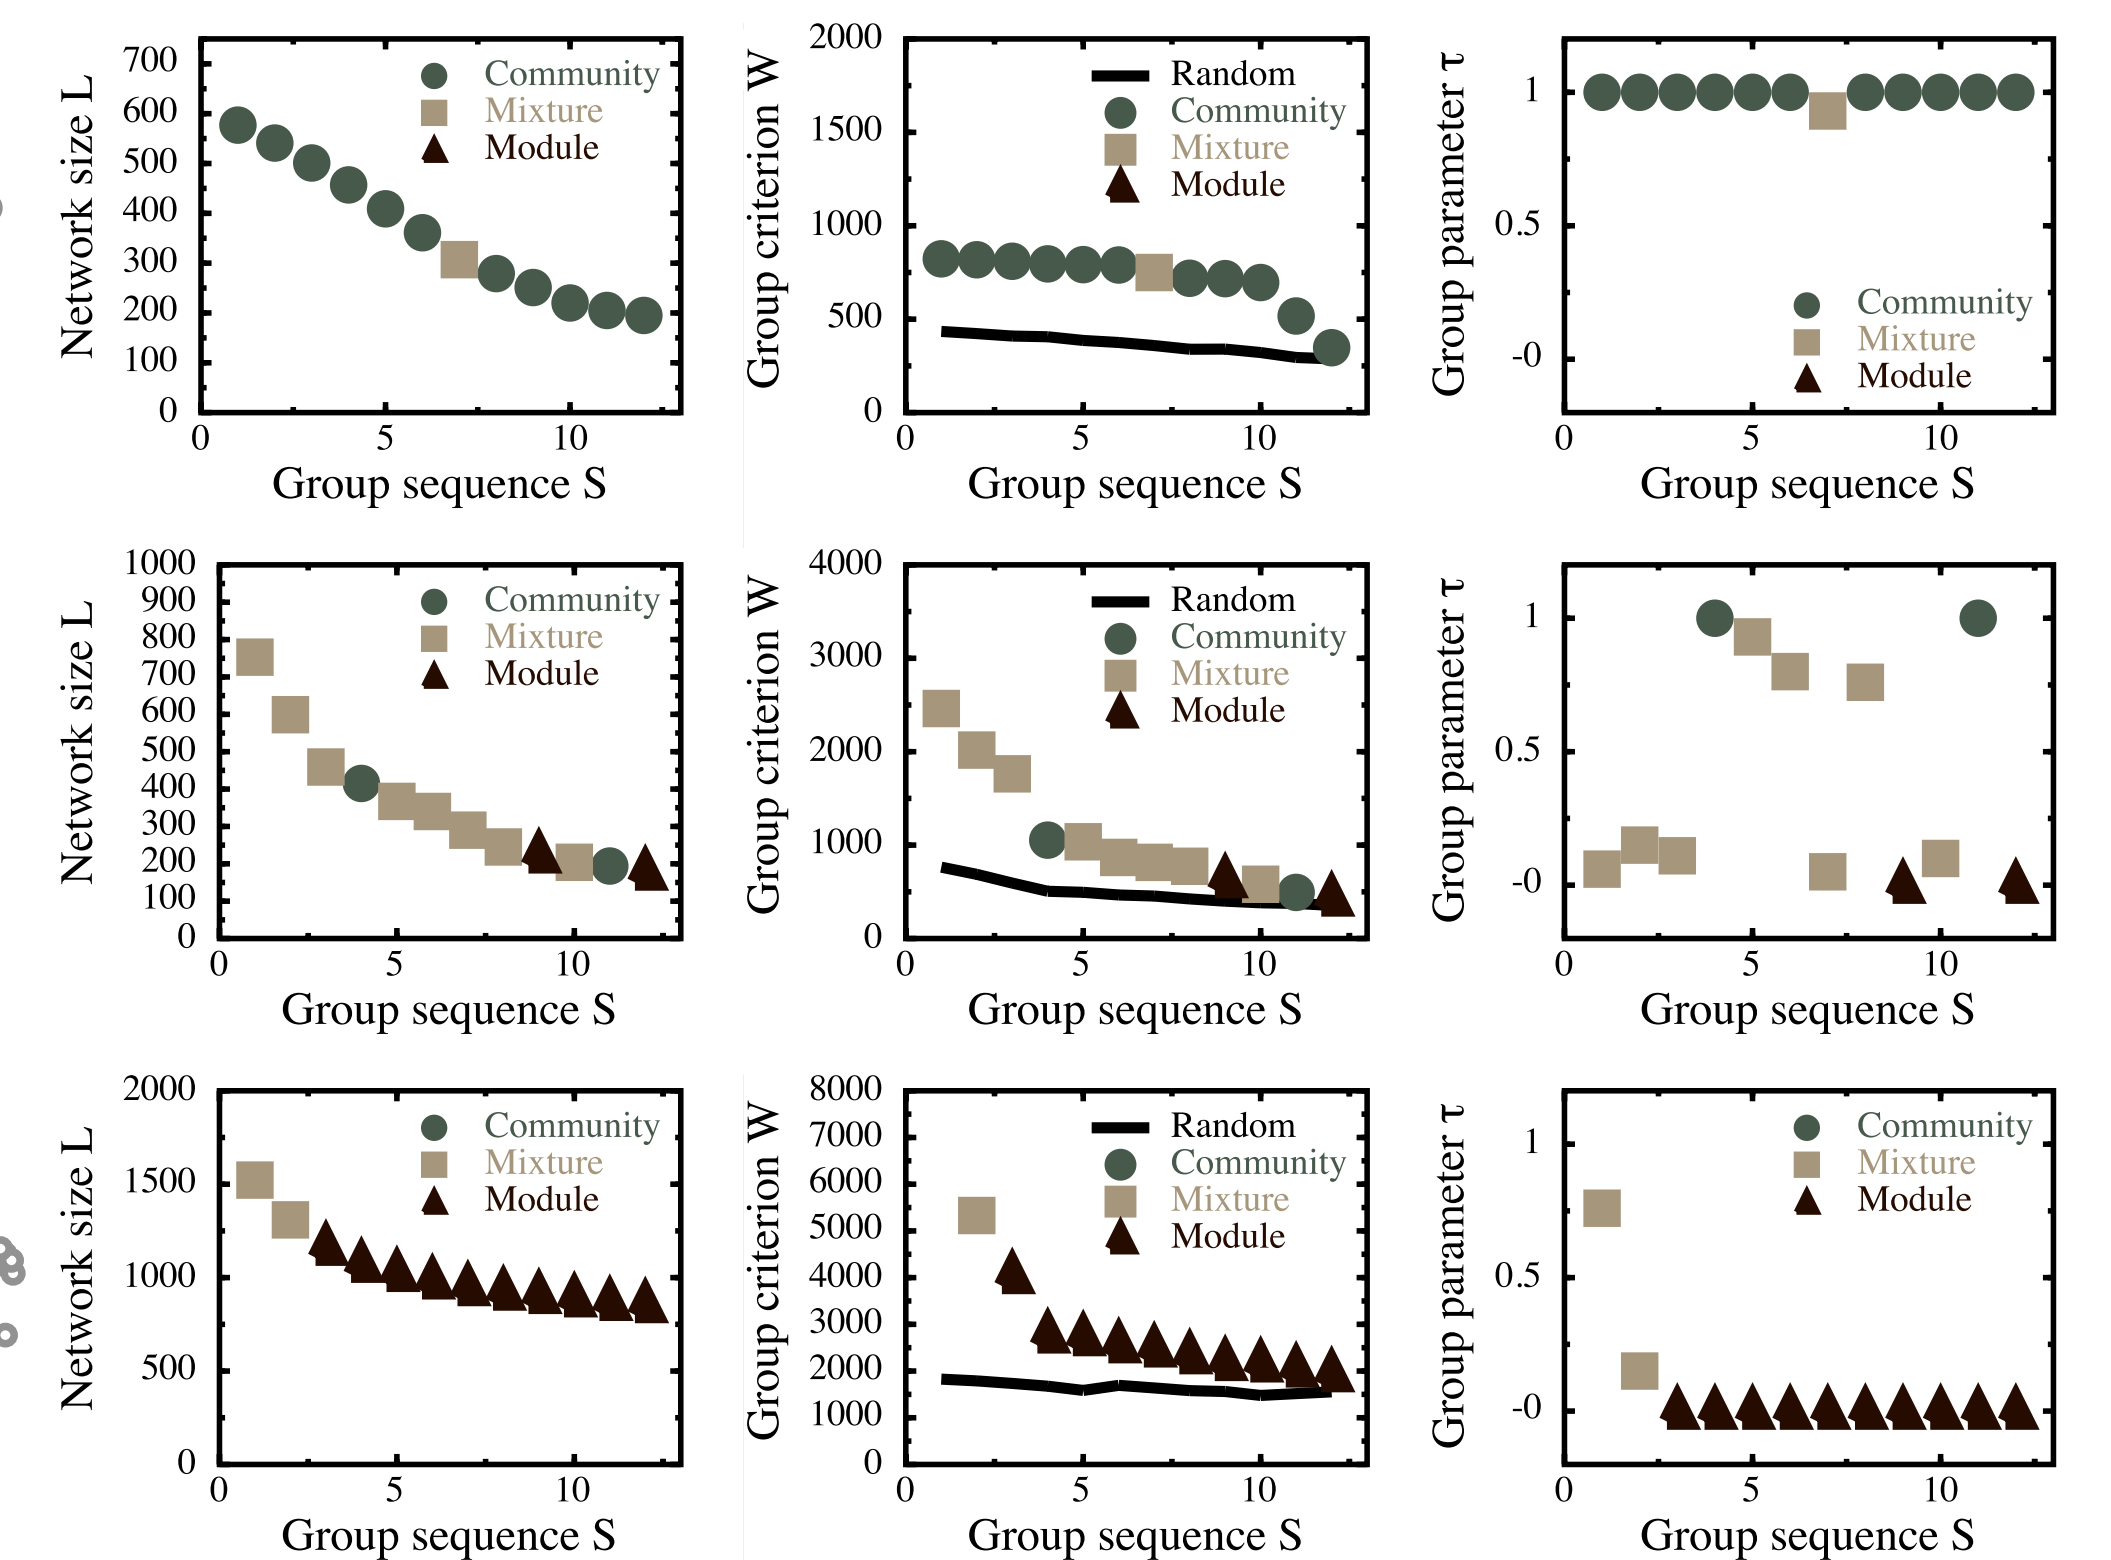 Network size L
700
600
500
400
300
200
100
0
0 5 10
Group sequence S
Community
Mixture
Module
Group criterion W
2000
1500
1000
500
0
0 5 10
Group sequence S
Random
Community
Mixture
Module
Group parameter τ
1
0.5
-0
0 5 10
Group sequence S
Community
Mixture
Module
Network size L
1000
900
800
700
600
500
400
300
200
100
0
0 5 10
Group sequence S
Community
Mixture
Module
Group criterion W
4000
3000
2000
1000
0
0 5 10
Group sequence S
Random
Community
Mixture
Module
Group parameter τ
1
0.5
-0
0 5 10
Group sequence S
Network size L
2000
1500
1000
500
0
0 5 10
Group sequence S
Community
Mixture
Module
Group criterion W
8000
7000
6000
5000
4000
3000
2000
1000
0
0 5 10
Group sequence S
Random
Community
Mixture
Module
Group parameter τ
1
0.5
-0
0 5 10
Group sequence S
Community
Mixture
Module